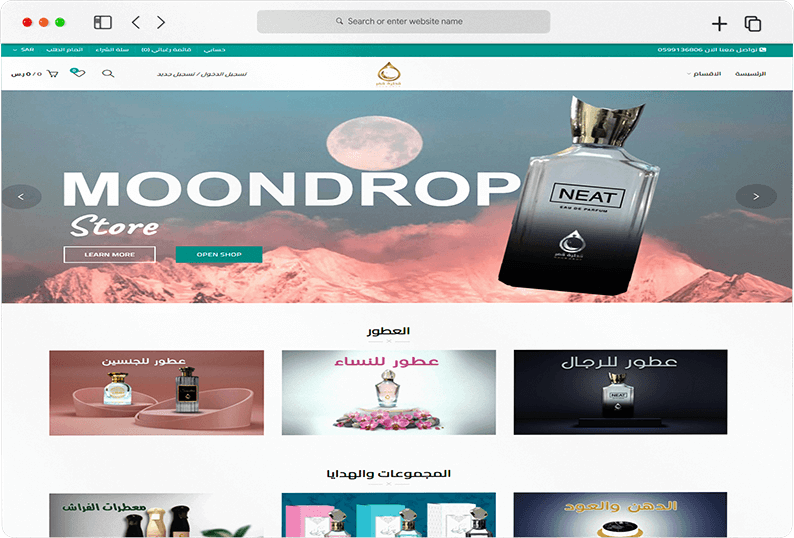 Search or enter website name
تواصل معنا الان 0599136806
حسابي
قائمة رغباتي (0)
سلة الشراء
اتمام الطلب
SAR
الرئيسية
الاقسام
تسجيل الدخول / تسجيل جديد
0
0 / 0 ر.س
MOONDROP
Store
LEARN MORE
OPEN SHOP
NEAT
EAU DE PARFUM
العطور
عطور للرجال
عطور للنساء
عطور للجنسين
NEAT
المجموعات والهدايا
الدهن والعود
معطرات الفراش